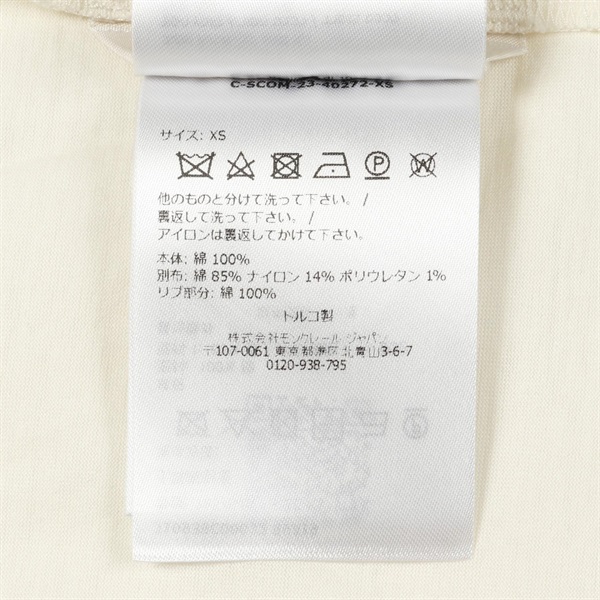 C-SCOM-23-40272-XS
サイズ: XS
他のものと分けて洗って下さい。/
裏返して洗って下さい。/
アイロンは裏返してかけて下さい。
本体: 綿 100%
別布: 綿 85% ナイロン 14% ポリウレタン 1%
リブ部分: 綿 100%
トルコ製
株式会社モンクレール ジャパン
〒107-0061 東京都港区北青山3-6-7
0120-938-795